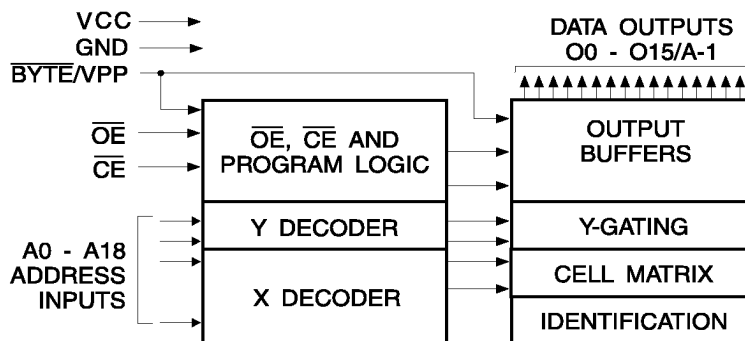 VCC
GND
BYTE/VPP
OE
CE
A0 - A18
ADDRESS
INPUTS
OE, CE AND
PROGRAM LOGIC
Y DECODER
X DECODER
DATA OUTPUTS
O0 - O15/A-1
OUTPUT
BUFFERS
Y-GATING
CELL MATRIX
IDENTIFICATION